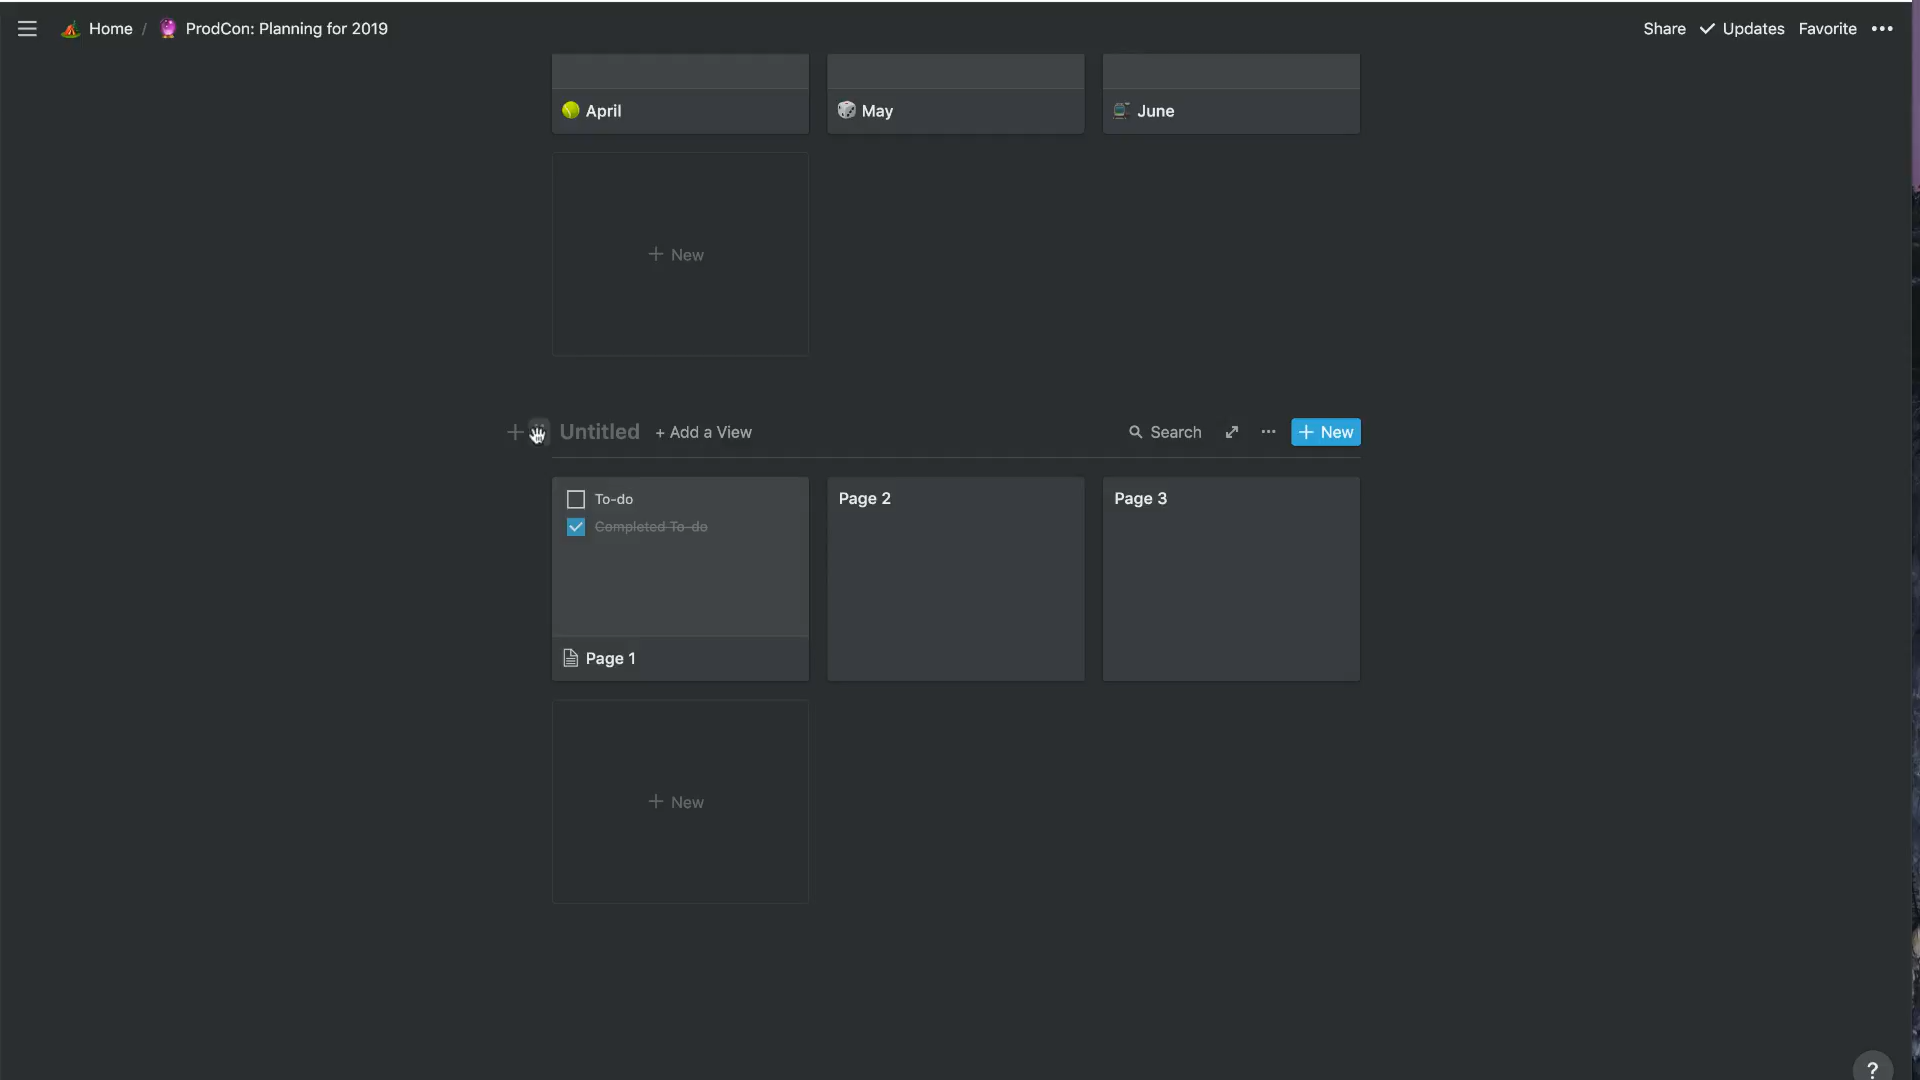 Home / ProdCon: Planning for 2019
Share Updates Favorite
April
May
June
New
Untitled + Add a View Search New
To-do
Completed To-do
Page 1
Page 2
Page 3
New
?